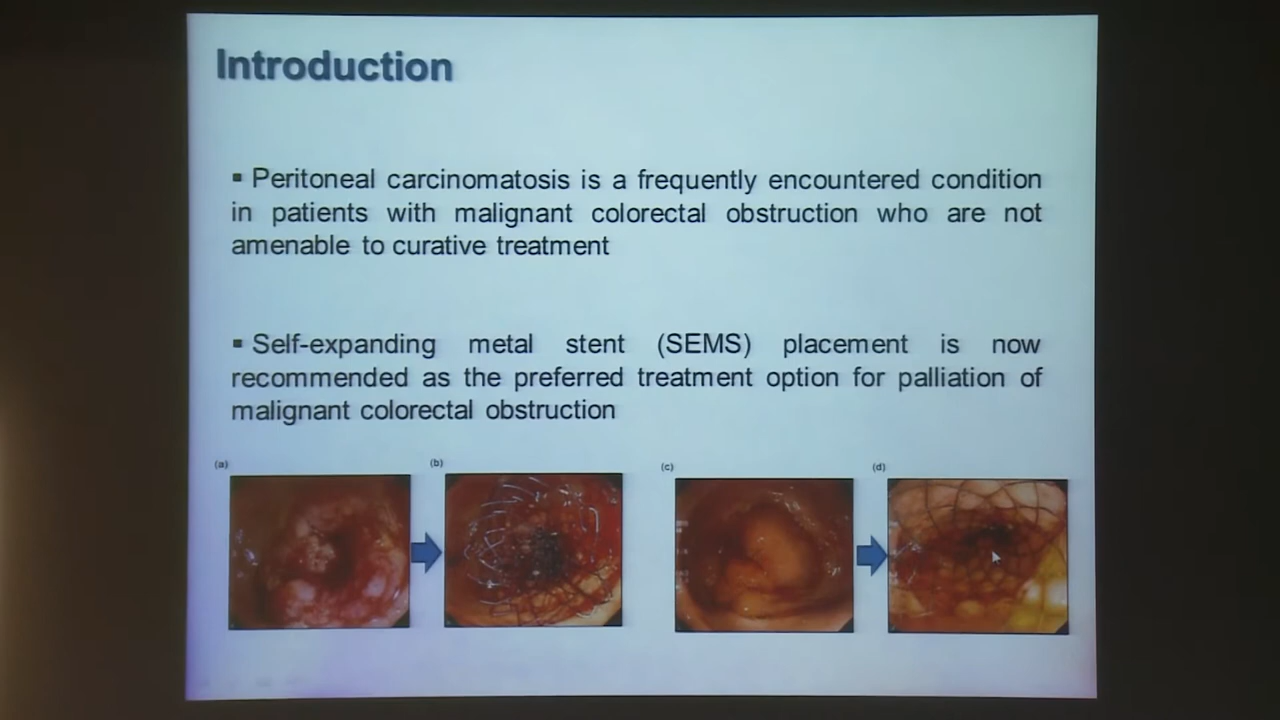 Introduction
▪ Peritoneal carcinomatosis is a frequently encountered condition
in patients with malignant colorectal obstruction who are not
amenable to curative treatment
▪ Self-expanding metal stent (SEMS) placement is now
recommended as the preferred treatment option for palliation of
malignant colorectal obstruction
(a) (b) (c) (d)